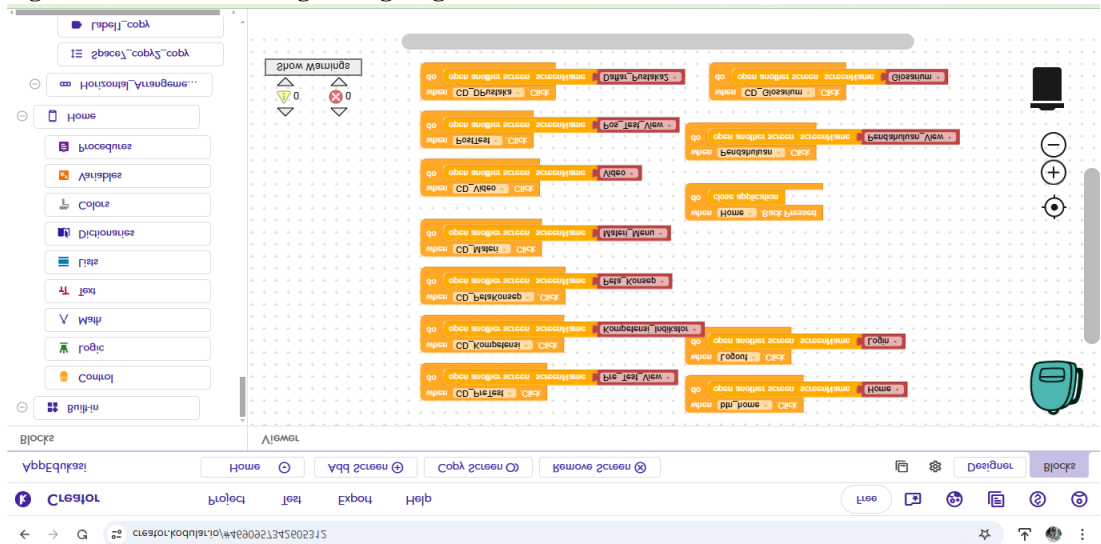 creator.kodular.io/#4690957342605312
Creator Project Test Export Help Free
AppEdukasi Home Add Screen Copy Screen Remove Screen Designer Blocks
Blocks
Viewer
Built-in
Control
Logic
Math
Text
Lists
Dictionaries
Colors
Variables
Procedures
Home
Horizontal_Arrangeme...
Space7_copy2_copy
Label1_copy
when CD_PreTest .Click
do open another screen screenName Pre_Test_View
when CD_Kompetensi .Click
do open another screen screenName Kompetensi_Indikator
when CD_PetaKonsep .Click
do open another screen screenName Peta_Konsep
when CD_Materi .Click
do open another screen screenName Materi_Menu
when CD_Video .Click
do open another screen screenName Video
when PostTest .Click
do open another screen screenName Pos_Test_View
when CD_DPustaka .Click
do open another screen screenName Daftar_Pustaka2
when btn_home .Click
do open another screen screenName Home
when Logout .Click
do open another screen screenName Login
when Home .Back Pressed
do close application
when Pendahuluan .Click
do open another screen screenName Pendahuluan_View
when CD_Glosarium .Click
do open another screen screenName Glosarium
0 0
Show Warnings